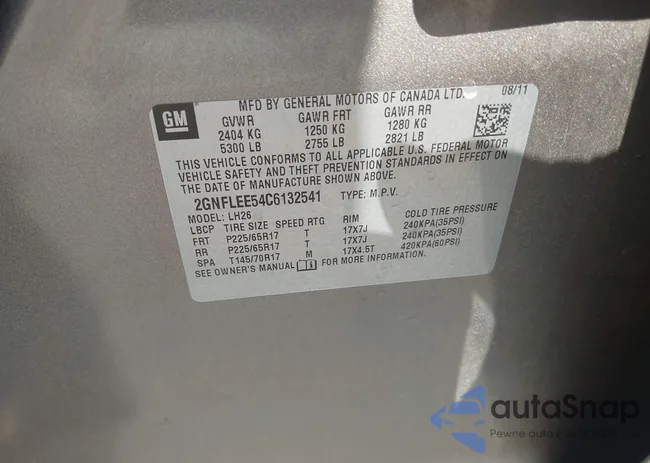 GM
MFD BY GENERAL MOTORS OF CANADA LTD. 08/11
GVWR GAWR FRT GAWR RR
2404 KG 1250 KG 1280 KG
5300 LB 2755 LB 2821 LB
THIS VEHICLE CONFORMS TO ALL APPLICABLE U.S. FEDERAL MOTOR
VEHICLE SAFETY AND THEFT PREVENTION STANDARDS IN EFFECT ON
THE DATE OF MANUFACTURE SHOWN ABOVE.
2GNFLEE54C6132541 TYPE: M.P.V.
MODEL: LH26
LBCP TIRE SIZE SPEED RTG RIM COLD TIRE PRESSURE
FRT P225/65R17 T 17X7J 240KPA(35PSI)
RR P225/65R17 T 17X7J 240KPA(35PSI)
SPA T145/70R17 M 17X4.5T 420KPA(60PSI)
SEE OWNER'S MANUAL FOR MORE INFORMATION.
autaSnap
Pewne Auta z